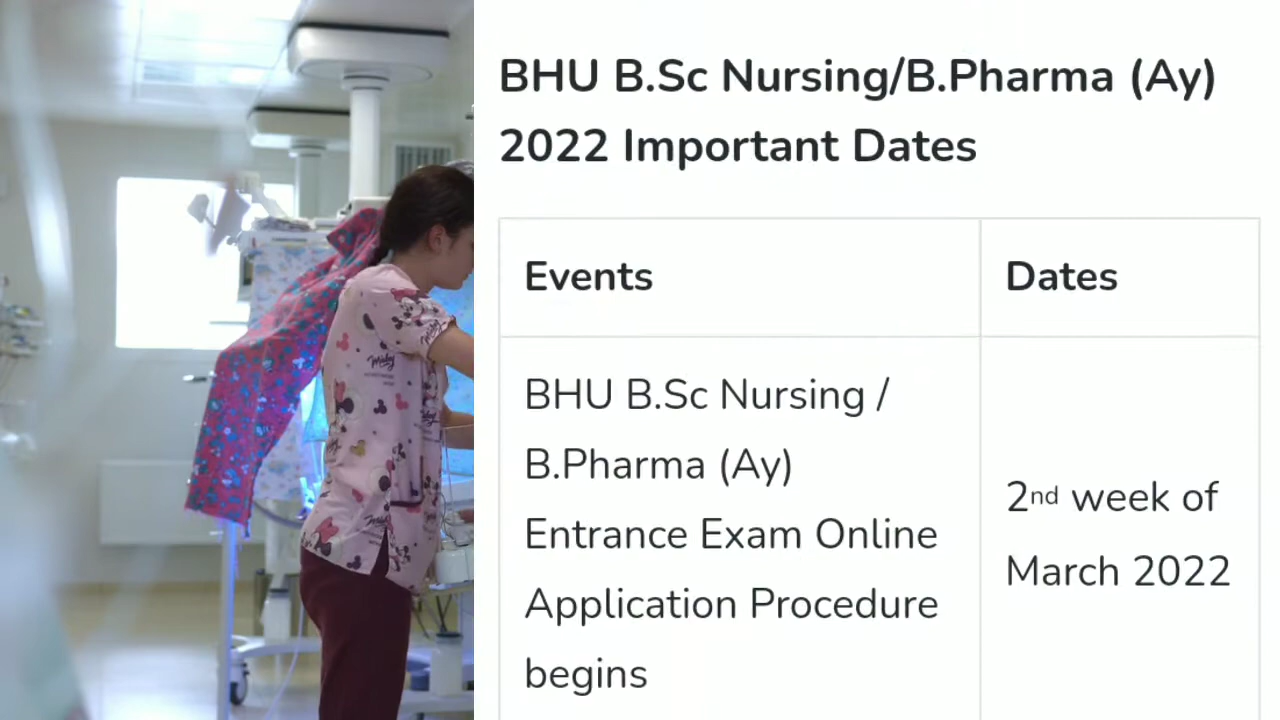 BHU B.Sc Nursing/B.Pharma (Ay)
2022 Important Dates
Events
Dates
BHU B.Sc Nursing /
B.Pharma (Ay)
Entrance Exam Online
Application Procedure
begins
2nd week of
March 2022